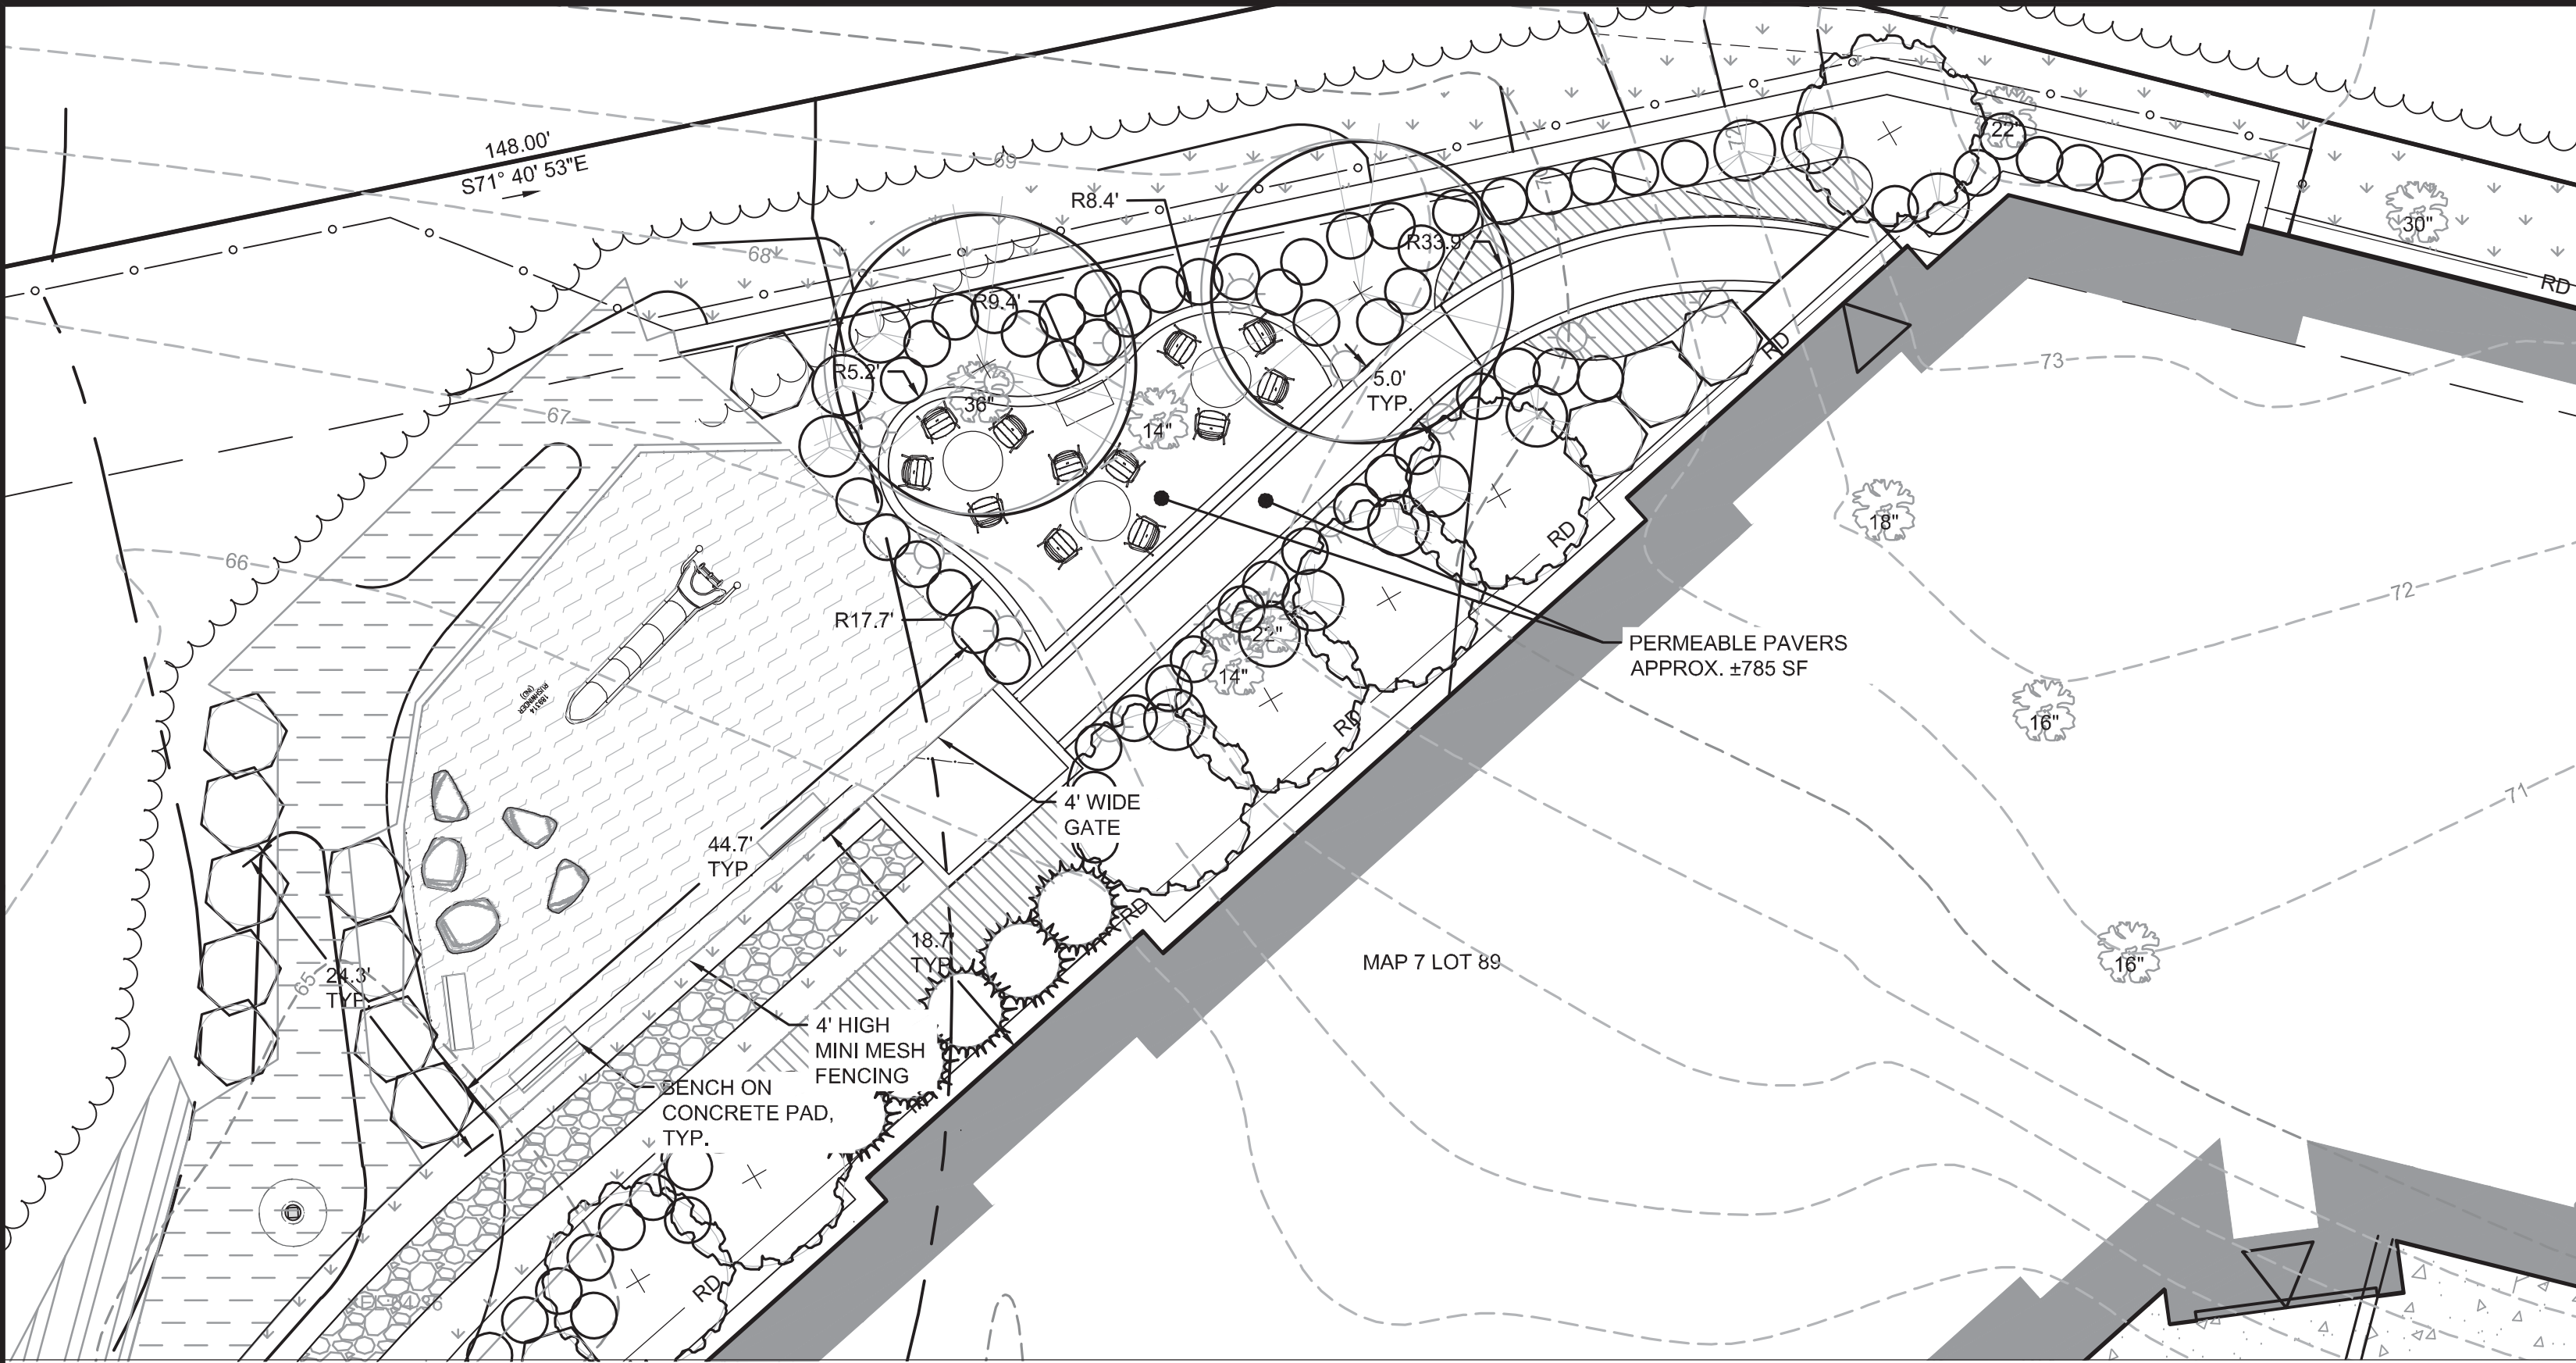 148.00'
S71° 40' 53"E
69
68
67
66
65
R8.4'
R9.4'
R5.2'
R33.9'
R17.7'
36"
14"
22"
30"
5.0'
TYP.
RD
RD
73
72
71
18"
16"
16"
RD
22"
14"
RD
PERMEABLE PAVERS
APPROX. ±785 SF
4' WIDE
GATE
44.7'
TYP
18.7'
TYP.
RD
24.3'
TYP.
MAP 7 LOT 89
4' HIGH
MINI MESH
FENCING
BENCH ON
CONCRETE PAD,
TYP.
RD